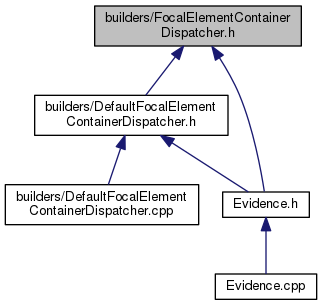 builders/FocalElementContainer
Dispatcher.h
builders/DefaultFocalElement
ContainerDispatcher.h
builders/DefaultFocalElement
ContainerDispatcher.cpp
Evidence.h
Evidence.cpp